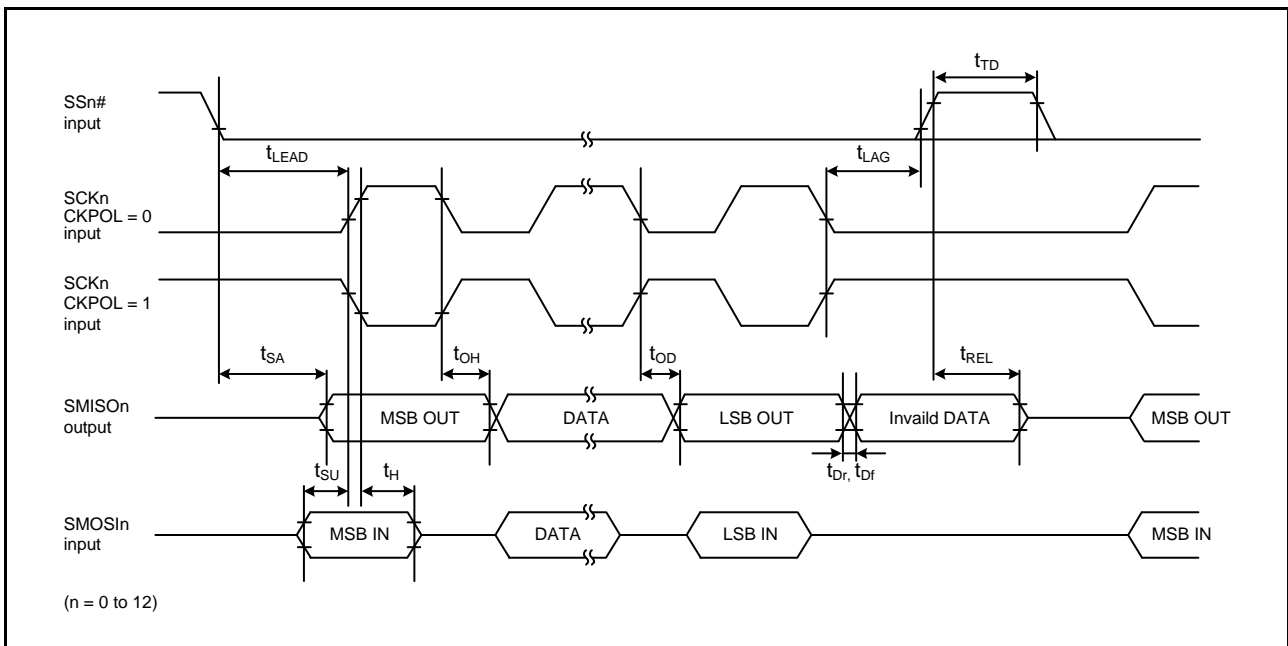 SSn#
input
tTD
tLEAD
tLAG
SCKn
CKPOL = 0
input
SCKn
CKPOL = 1
input
tSA
tOH
tOD
tREL
SMISOn
output
MSB OUT
DATA
LSB OUT
Invaild DATA
MSB OUT
tSU
tH
tDr, tDf
SMOSIn
input
MSB IN
DATA
LSB IN
MSB IN
(n = 0 to 12)